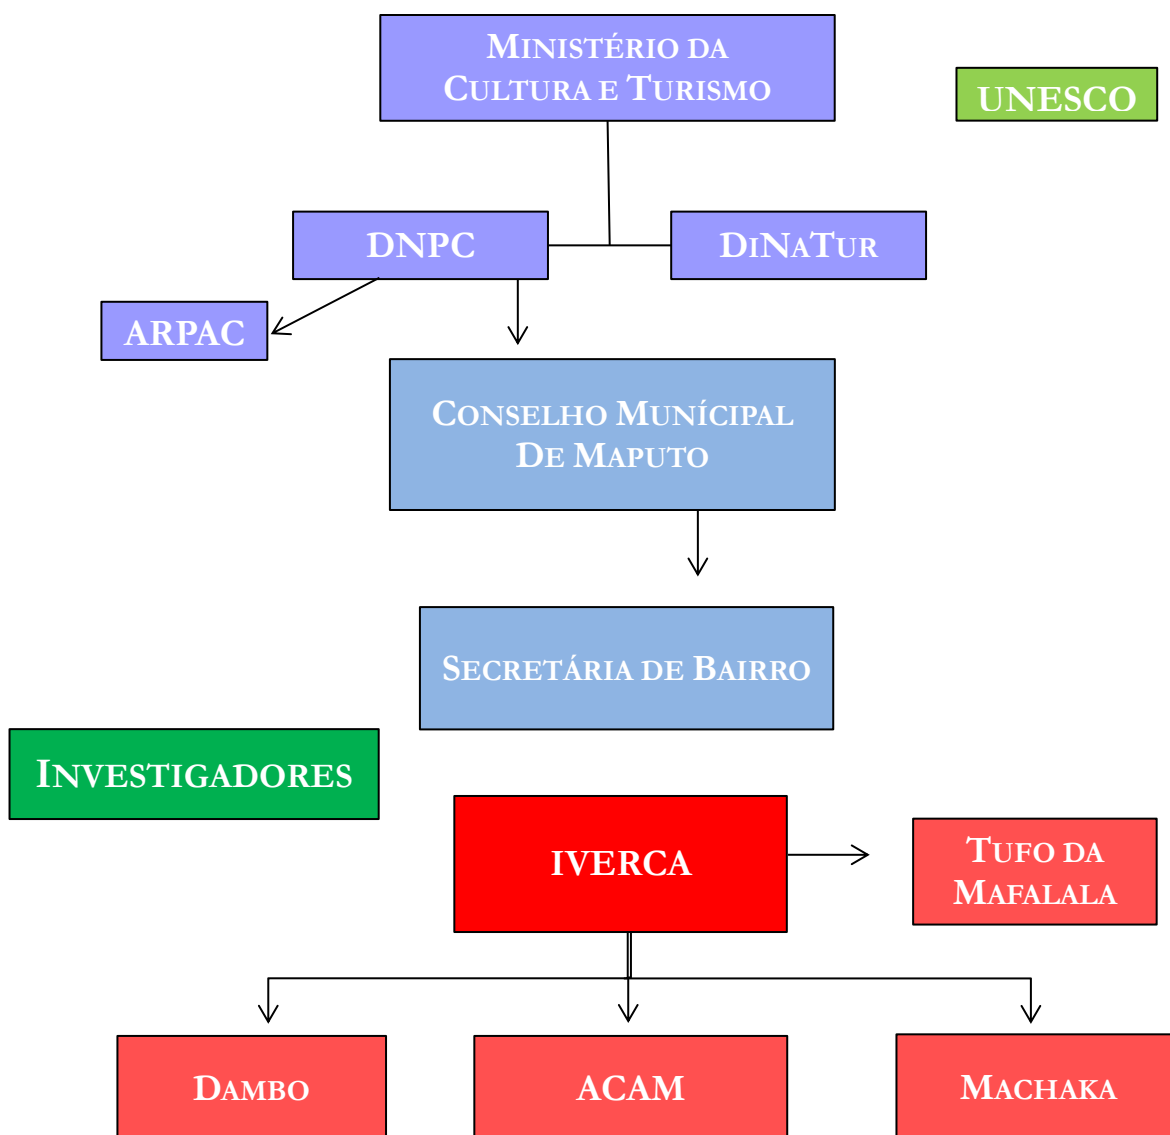 Ministério da
Cultura e Turismo
UNESCO
DNPC
DiNaTur
ARPAC
Conselho Munícipal
De Maputo
Secretária de Bairro
Investigadores
IVERCA
Tufo da
Mafalala
Dambo
ACAM
Machaka